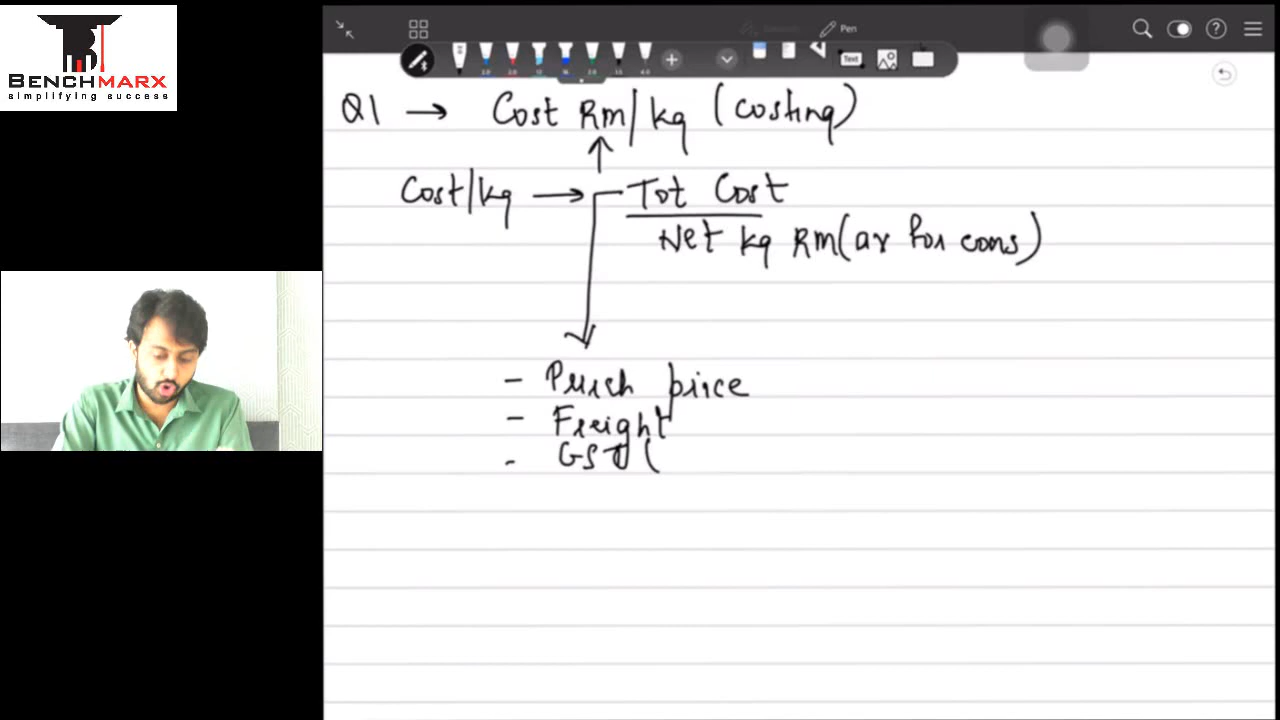 BENCHMARX
simplifying success
Pen
Text
Q1 → Cost Rm/kg (costing)
Cost/kg → Tot Cost
Net kg Rm (av for cons)
- Purch price
- Freight
- GST (